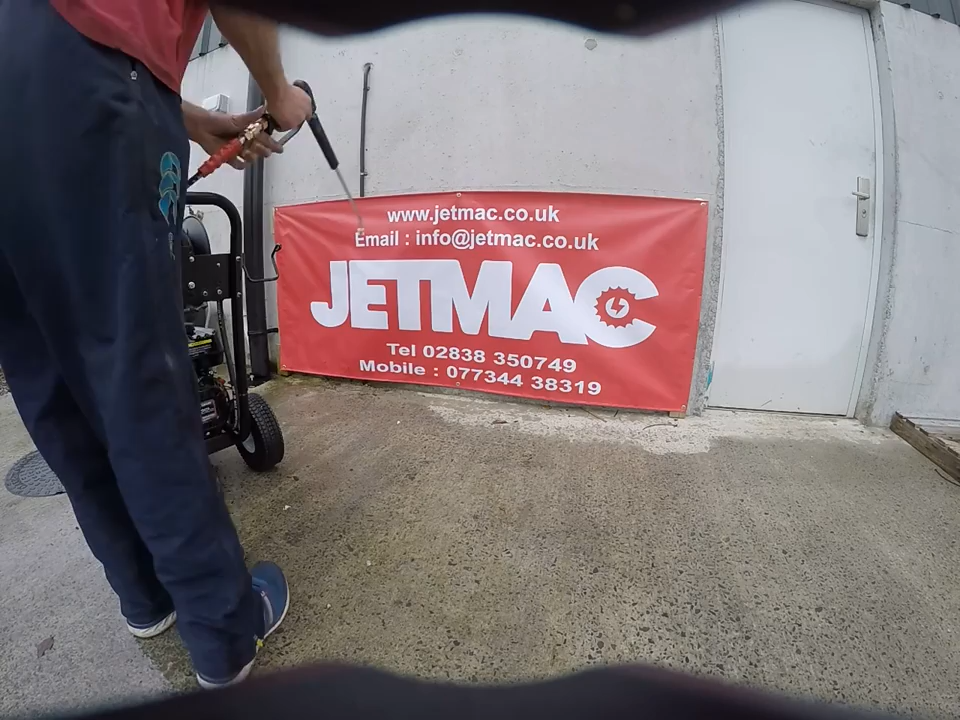 www.jetmac.co.uk
Email : info@jetmac.co.uk
JETMAC
Tel 02838 350749
Mobile : 077344 38319